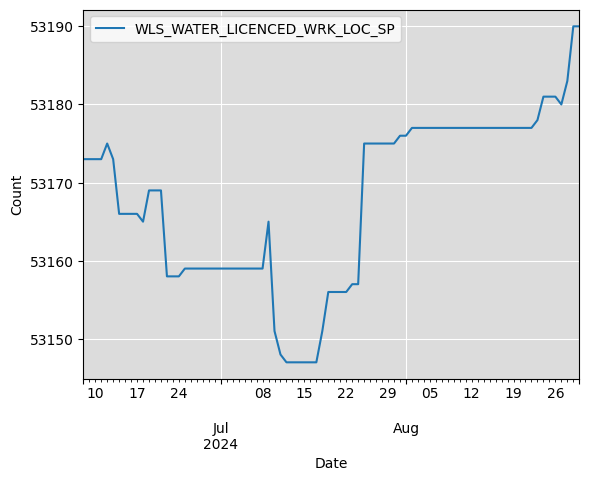 WLS_WATER_LICENCED_WRK_LOC_SP
53190
53180
53170
53160
53150
Count
10 17 24 08 15 22 29 05 12 19 26
Jul Aug
2024
Date